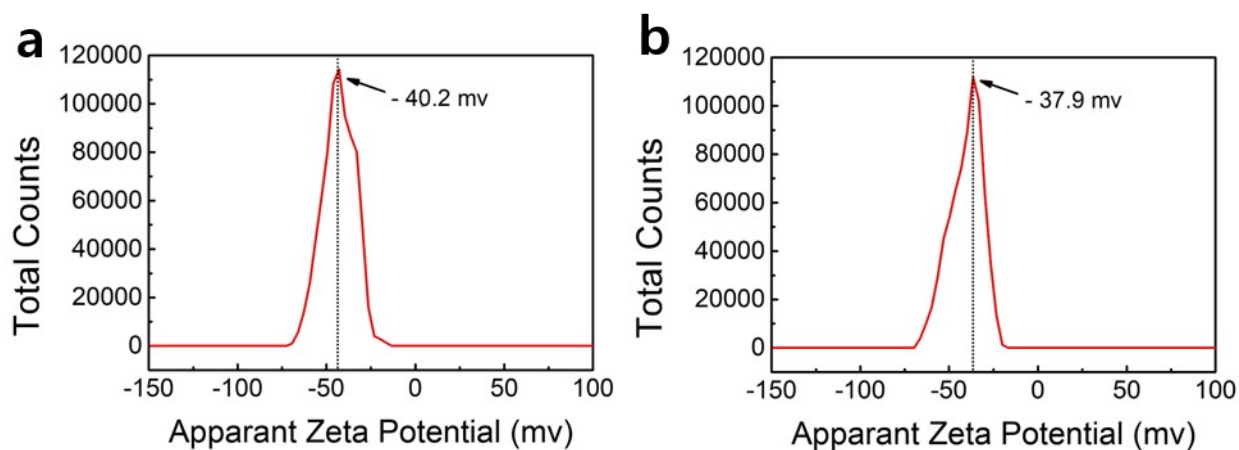 a
120000
100000
80000
60000
40000
20000
0
-150 -100 -50 0 50 100
Total Counts
Apparant Zeta Potential (mv)
- 40.2 mv
b
120000
100000
80000
60000
40000
20000
0
-150 -100 -50 0 50 100
Total Counts
Apparant Zeta Potential (mv)
- 37.9 mv